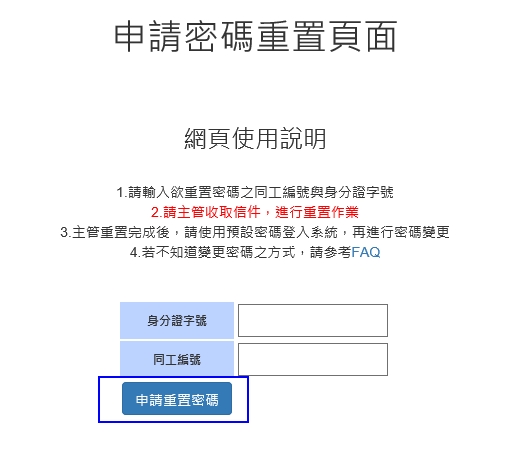 申請密碼重置頁面
網頁使用說明
1.請輸入欲重置密碼之同工編號與身分證字號
2.請主管收取信件，進行重置作業
3.主管重置完成後，請使用預設密碼登入系統，再進行密碼變更
4.若不知道變更密碼之方式，請參考FAQ
身分證字號
同工編號
申請重置密碼